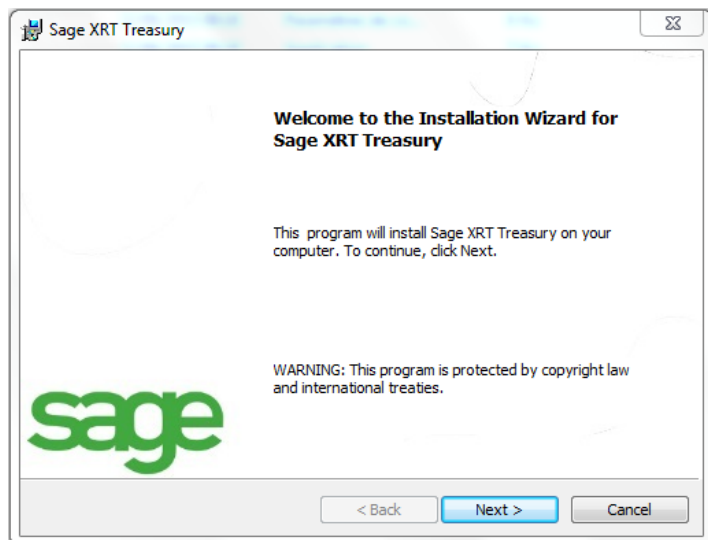 Sage XRT Treasury
Welcome to the Installation Wizard for
Sage XRT Treasury
This program will install Sage XRT Treasury on your
computer. To continue, click Next.
WARNING: This program is protected by copyright law
and international treaties.
sage
< Back
Next >
Cancel